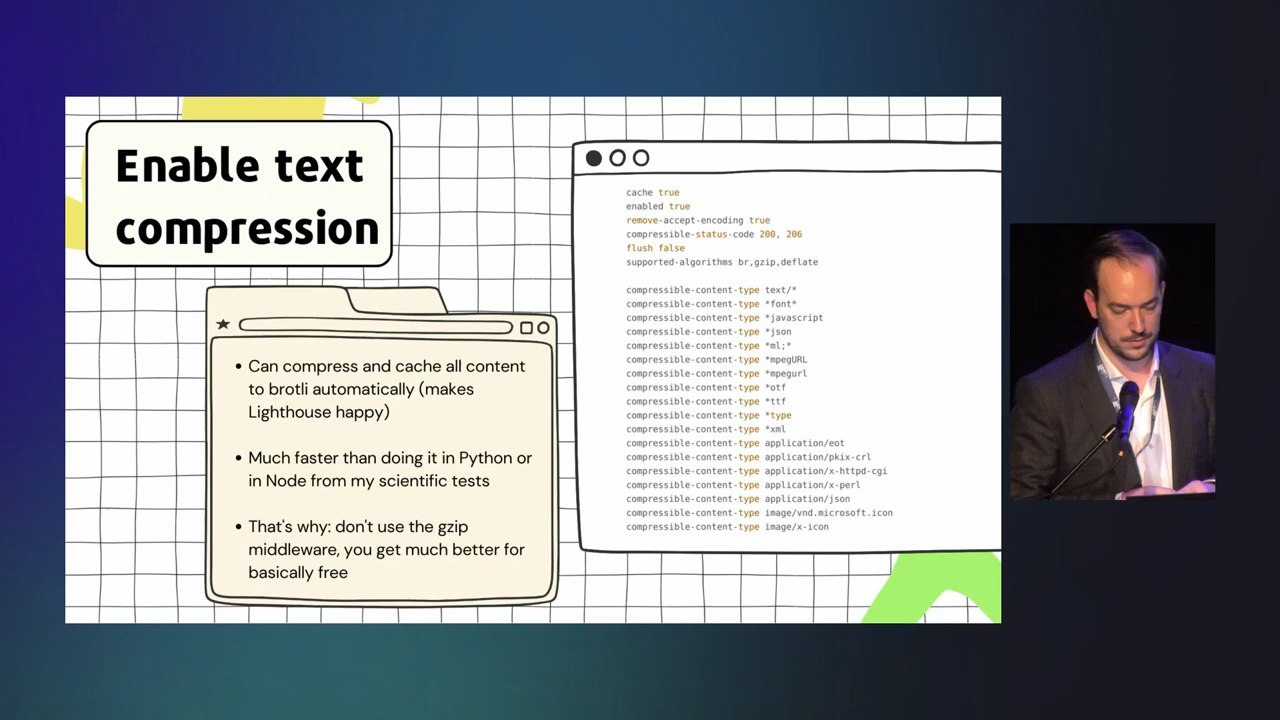 Enable text
compression
• Can compress and cache all content
to brotli automatically (makes
Lighthouse happy)
• Much faster than doing it in Python or
in Node from my scientific tests
• That's why: don't use the gzip
middleware, you get much better for
basically free
cache true
enabled true
remove-accept-encoding true
compressible-status-code 200, 206
flush false
supported-algorithms br,gzip,deflate
compressible-content-type text/*
compressible-content-type *font*
compressible-content-type *javascript
compressible-content-type *json
compressible-content-type *ml;*
compressible-content-type *mpegURL
compressible-content-type *mpegurl
compressible-content-type *otf
compressible-content-type *ttf
compressible-content-type *type
compressible-content-type *xml
compressible-content-type application/eot
compressible-content-type application/pkix-crl
compressible-content-type application/x-httpd-cgi
compressible-content-type application/x-perl
compressible-content-type application/json
compressible-content-type image/vnd.microsoft.icon
compressible-content-type image/x-icon